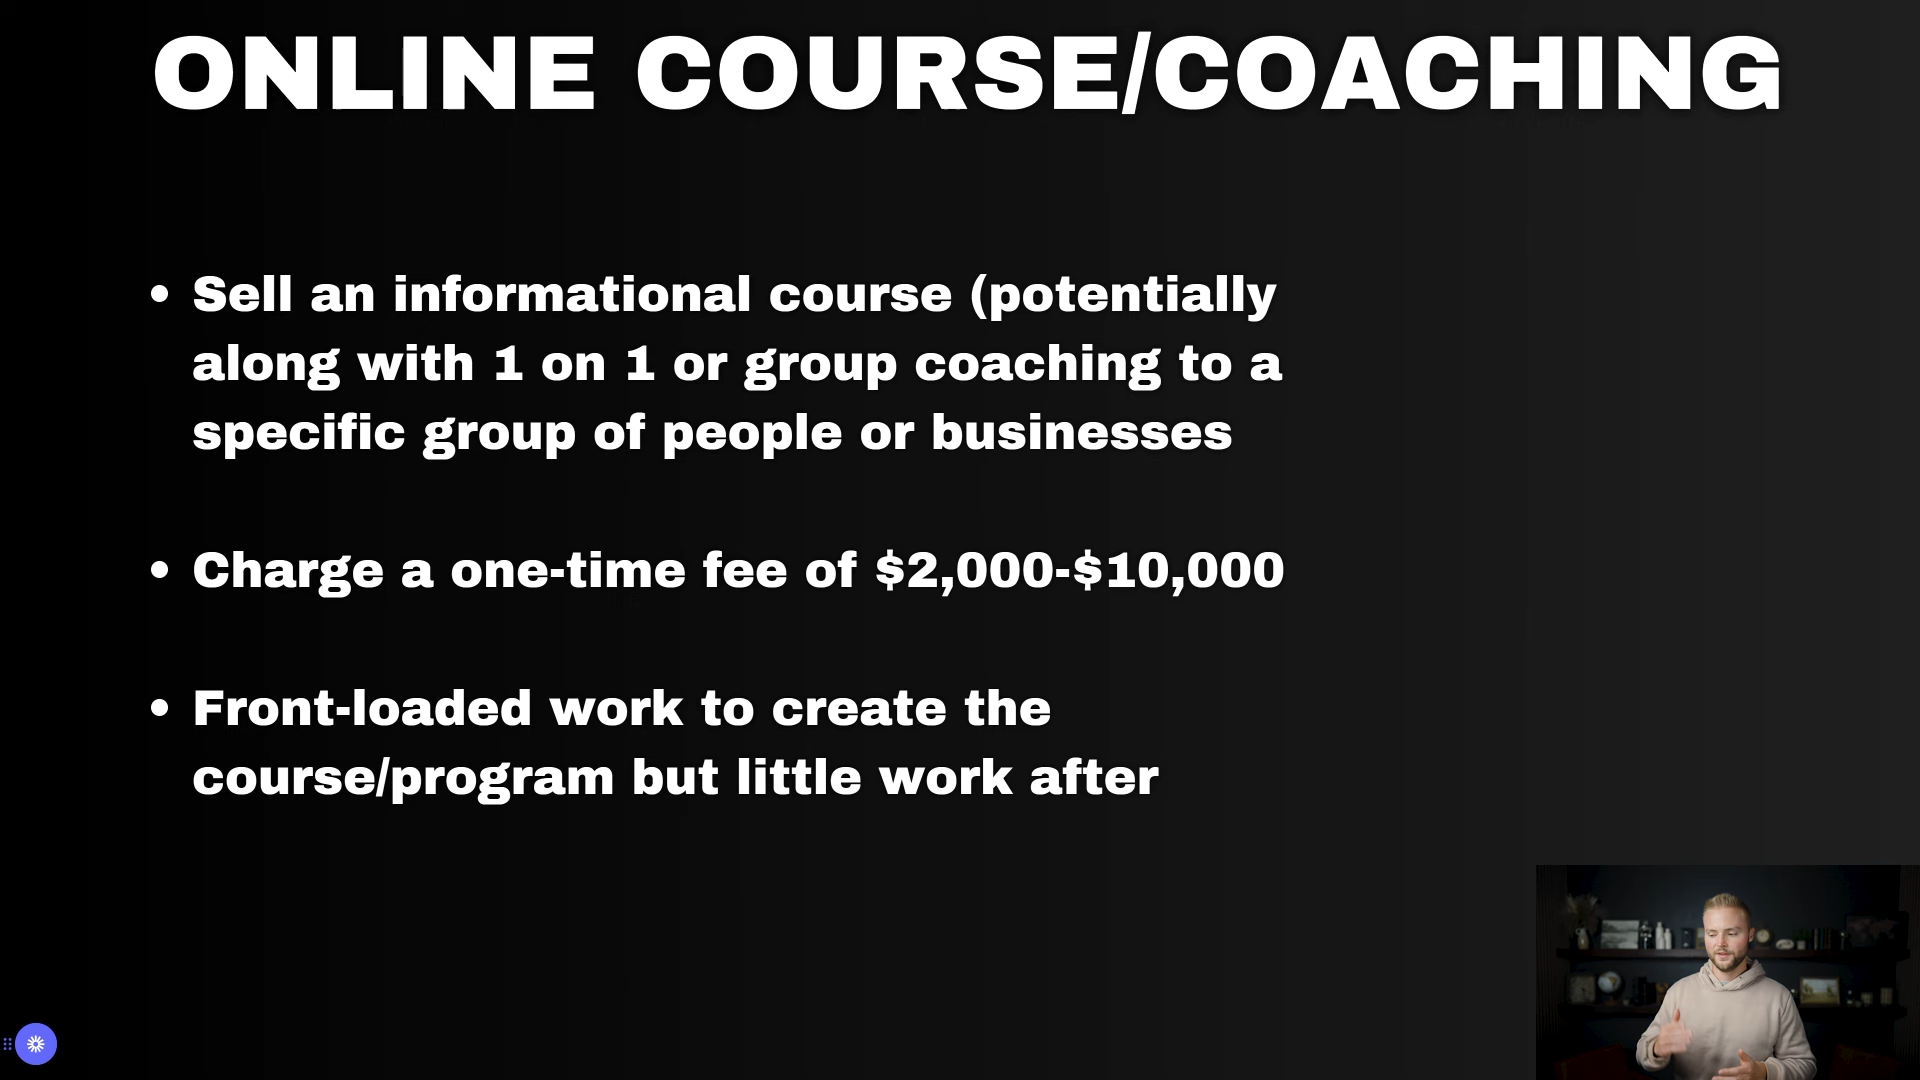 ONLINE COURSE/COACHING
• Sell an informational course (potentially
along with 1 on 1 or group coaching to a
specific group of people or businesses
• Charge a one-time fee of $2,000-$10,000
• Front-loaded work to create the
course/program but little work after